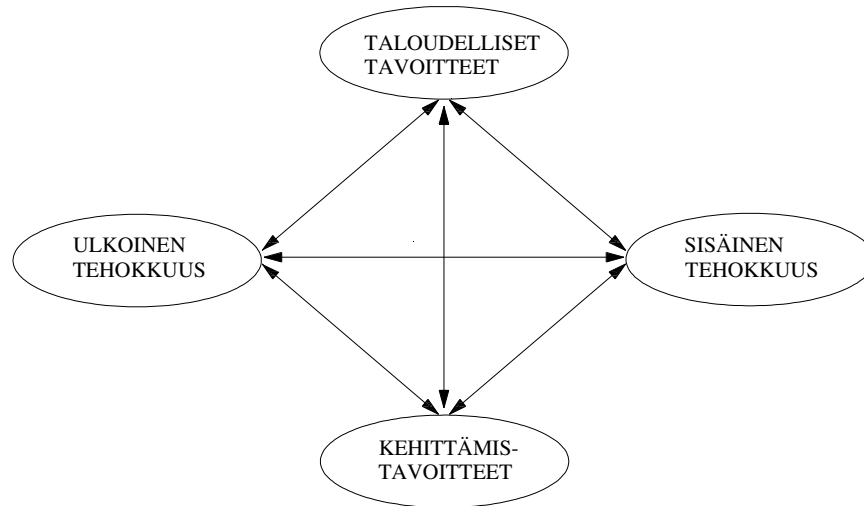 TALOUDELLISET
TAVOITTEET
ULKOINEN
TEHOKKUUS
SISÄINEN
TEHOKKUUS
KEHITTÄMIS-
TAVOITTEET